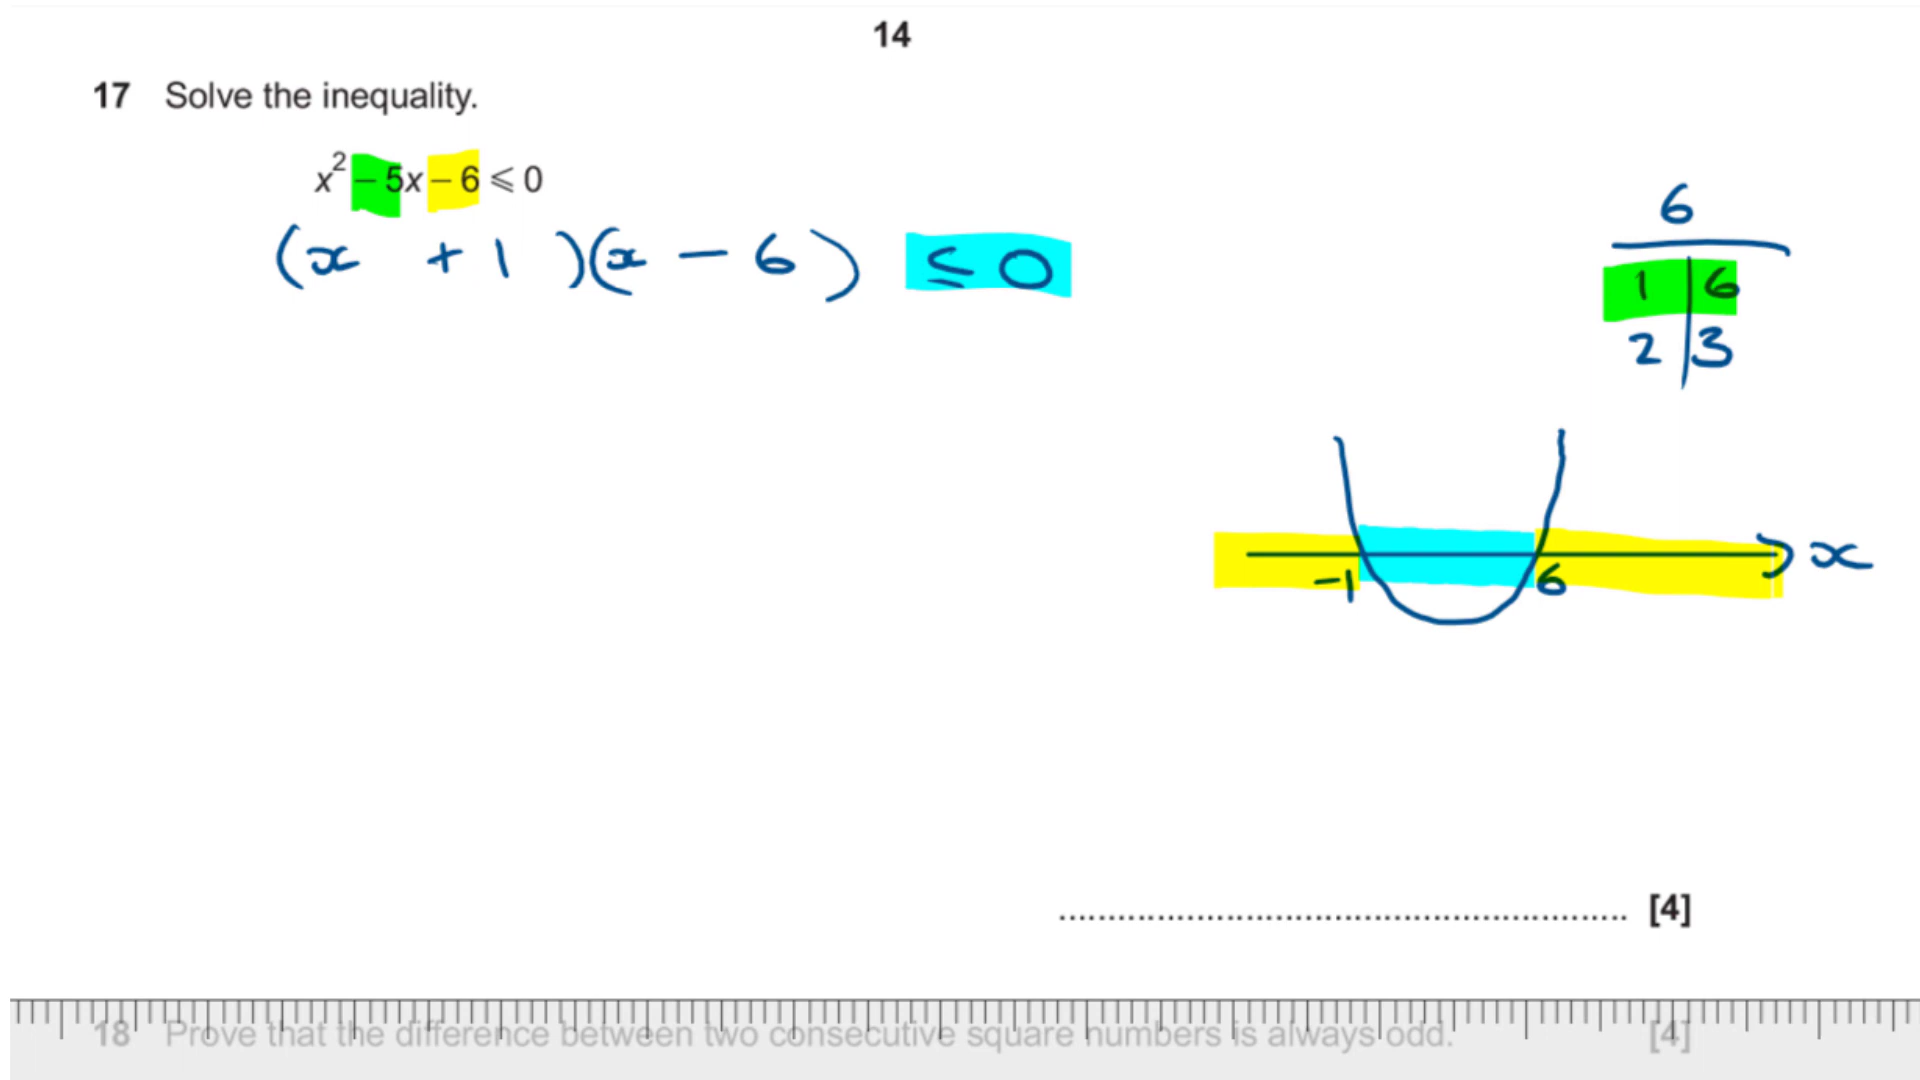 14
17 Solve the inequality.
x² – 5x – 6 ⩽ 0
(x + 1)(x – 6) ≤ 0
6
1 | 6
2 | 3
-1 6 x
[4]
18 Prove that the difference between two consecutive square numbers is always odd. [4]